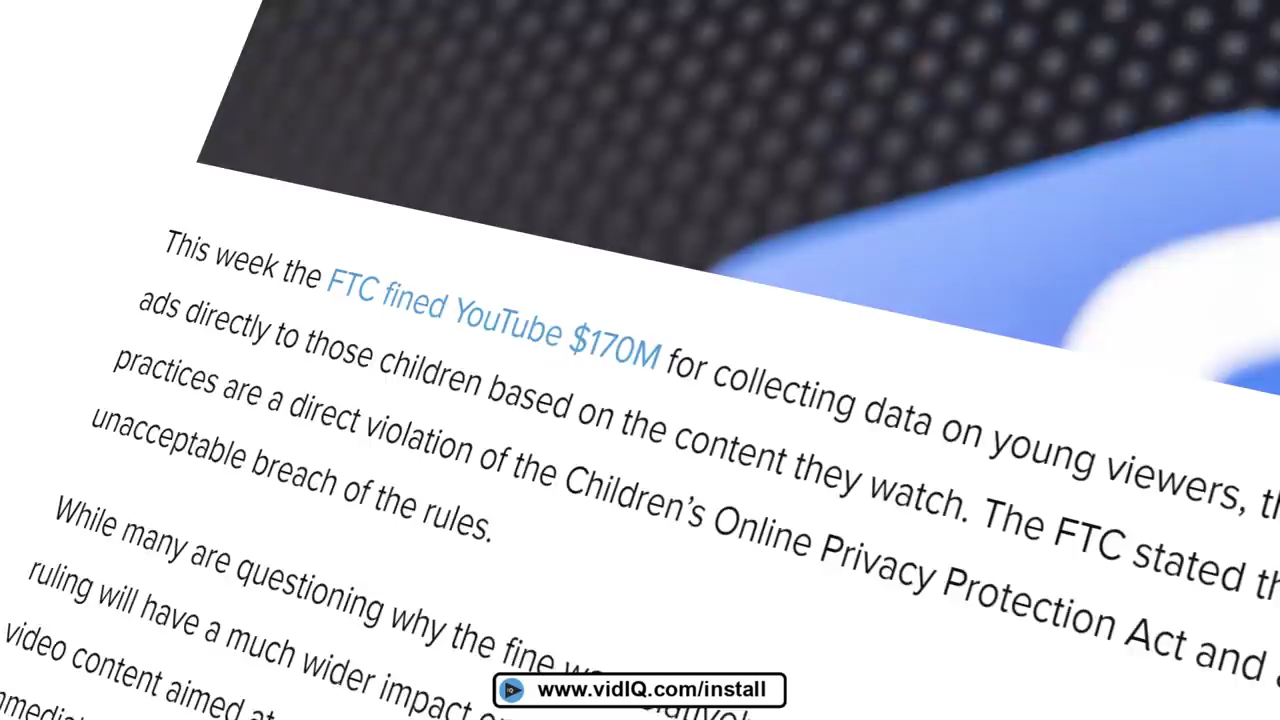 This week the FTC fined YouTube $170M for collecting data on young viewers,
ads directly to those children based on the content they watch. The FTC stated
practices are a direct violation of the Children's Online Privacy Protection Act and
unacceptable breach of the rules.
While many are questioning why the fine
ruling will have a much wider impact
video content aimed at
www.vidIQ.com/install